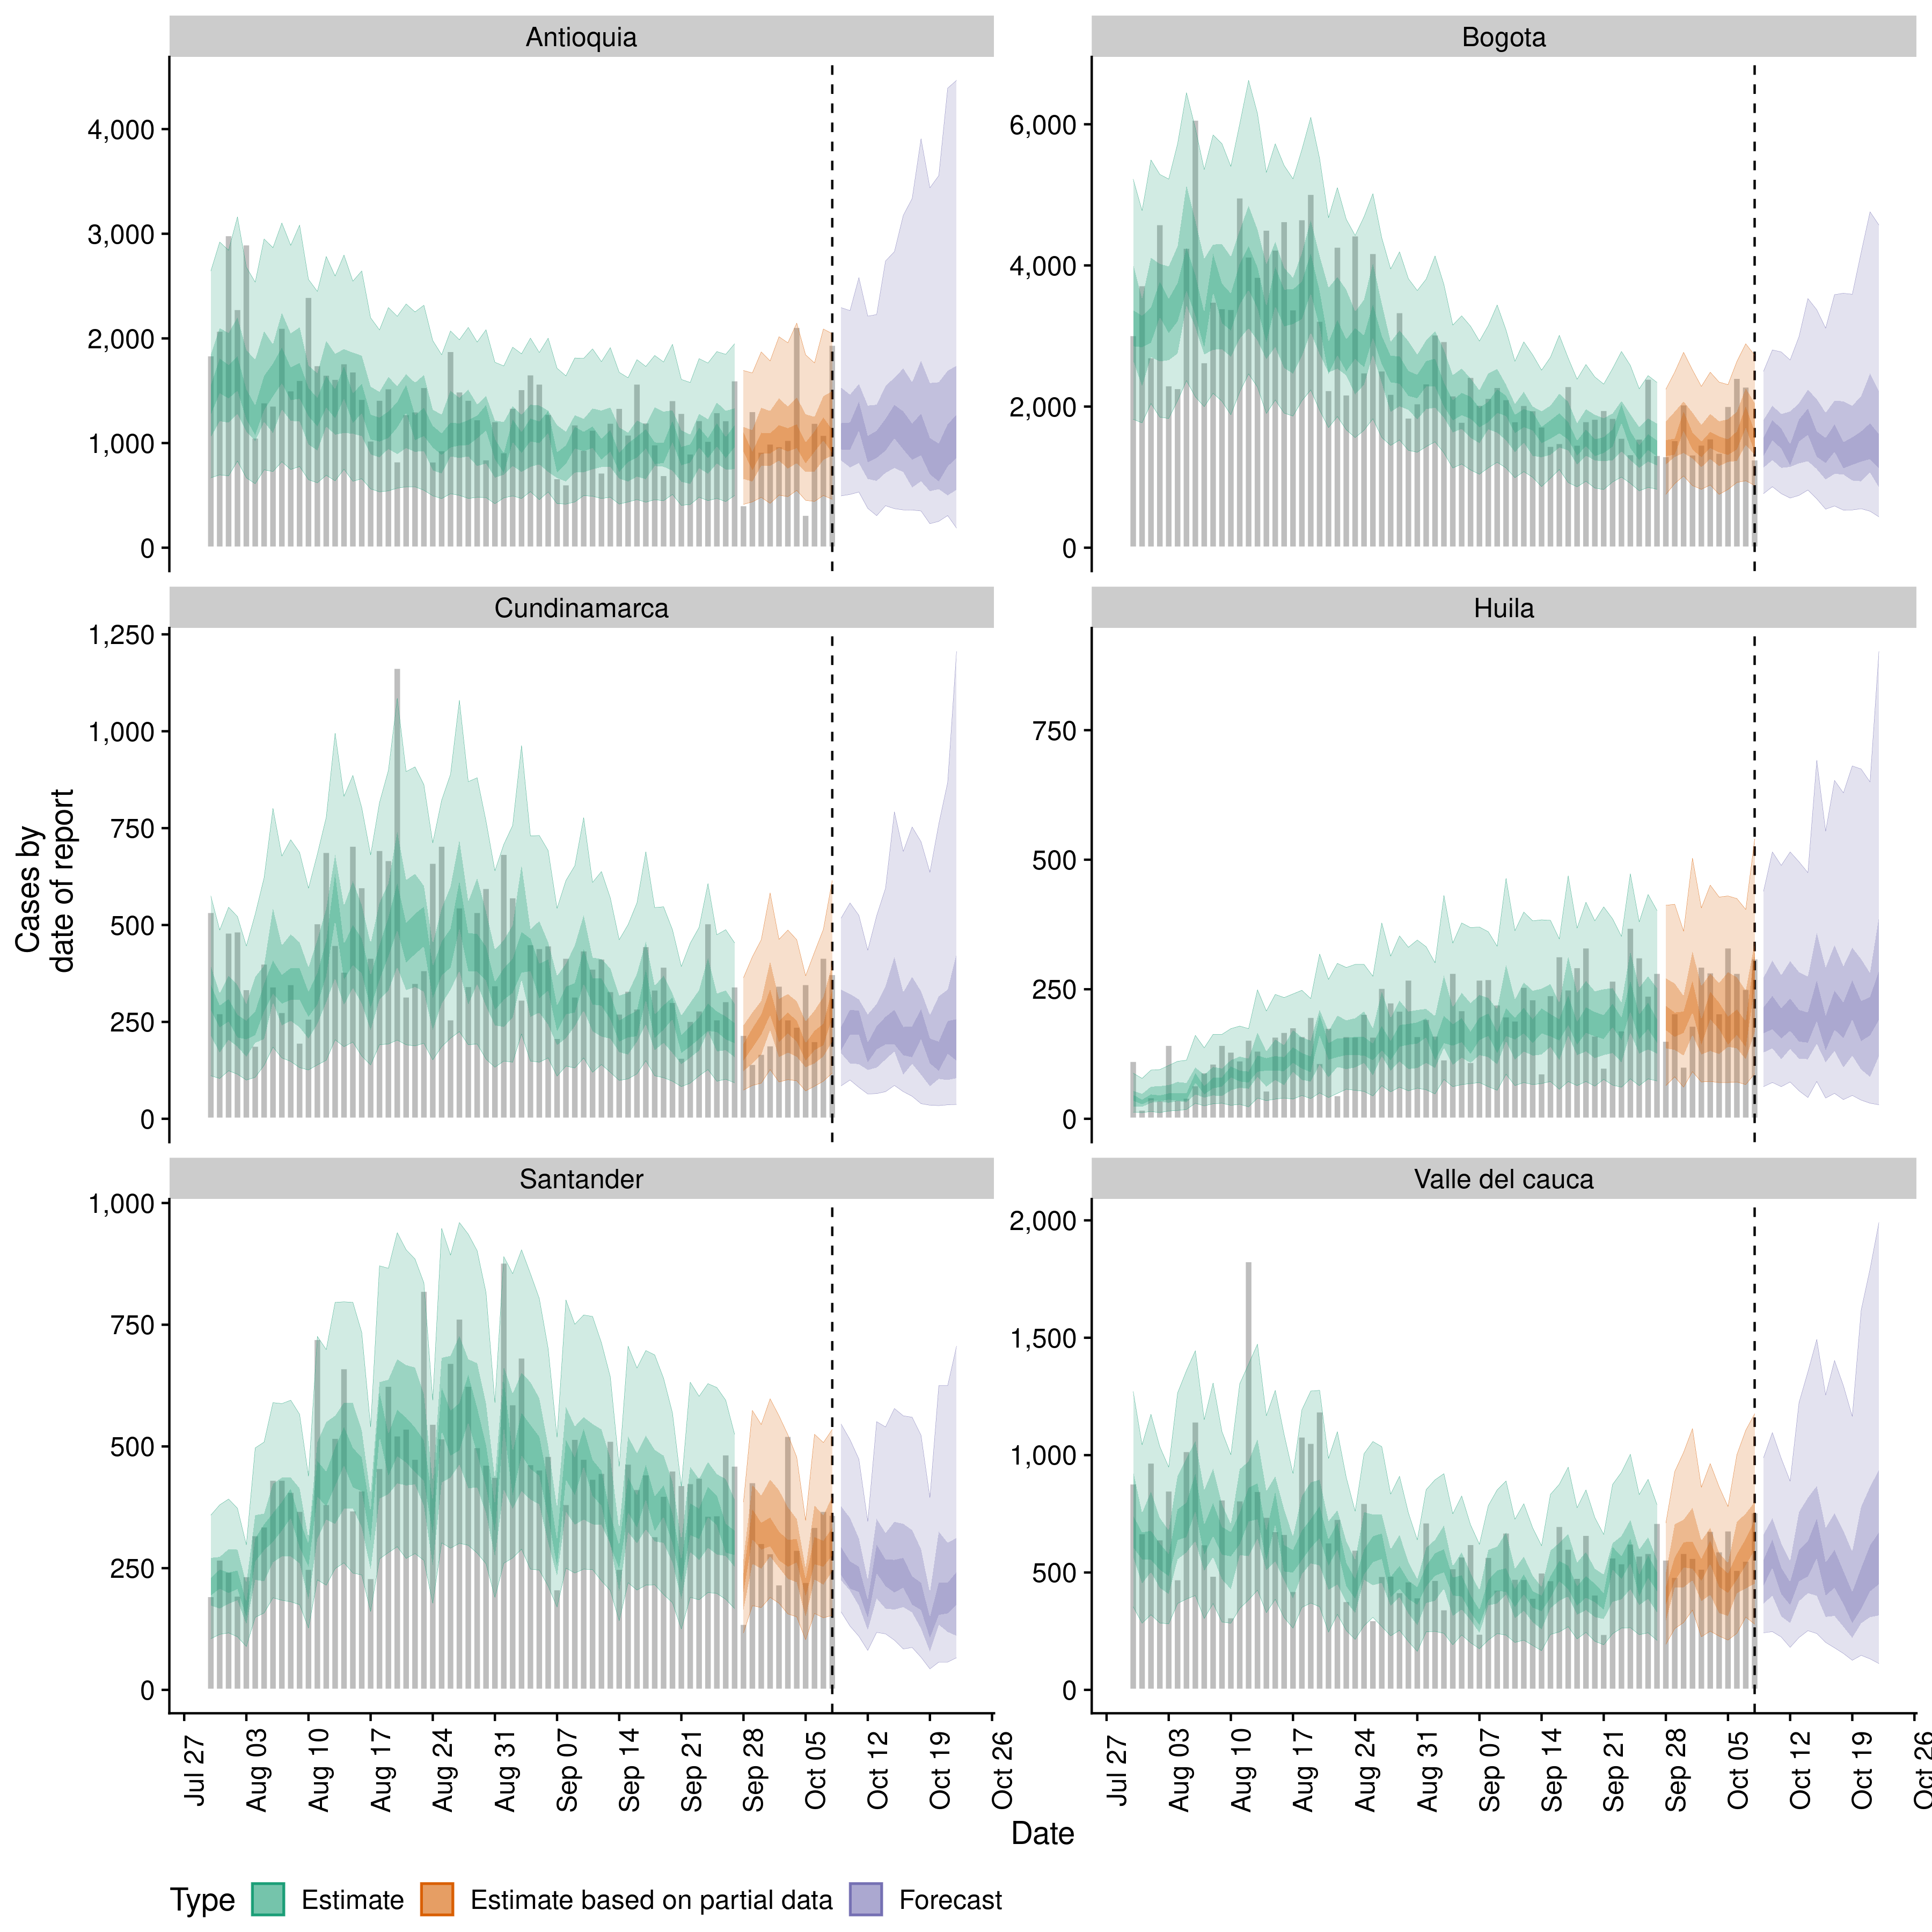 Antioquia
Bogota
4,000
3,000
2,000
1,000
0
6,000
4,000
2,000
0
Cundinamarca
Huila
1,250
1,000
750
500
250
0
750
500
250
0
Santander
Valle del cauca
1,000
750
500
250
0
2,000
1,500
1,000
500
0
Cases by
date of report
Jul 27
Aug 03
Aug 10
Aug 17
Aug 24
Aug 31
Sep 07
Sep 14
Sep 21
Sep 28
Oct 05
Oct 12
Oct 19
Oct 26
Jul 27
Aug 03
Aug 10
Aug 17
Aug 24
Aug 31
Sep 07
Sep 14
Sep 21
Sep 28
Oct 05
Oct 12
Oct 19
Oct 26
Date
Type Estimate Estimate based on partial data Forecast